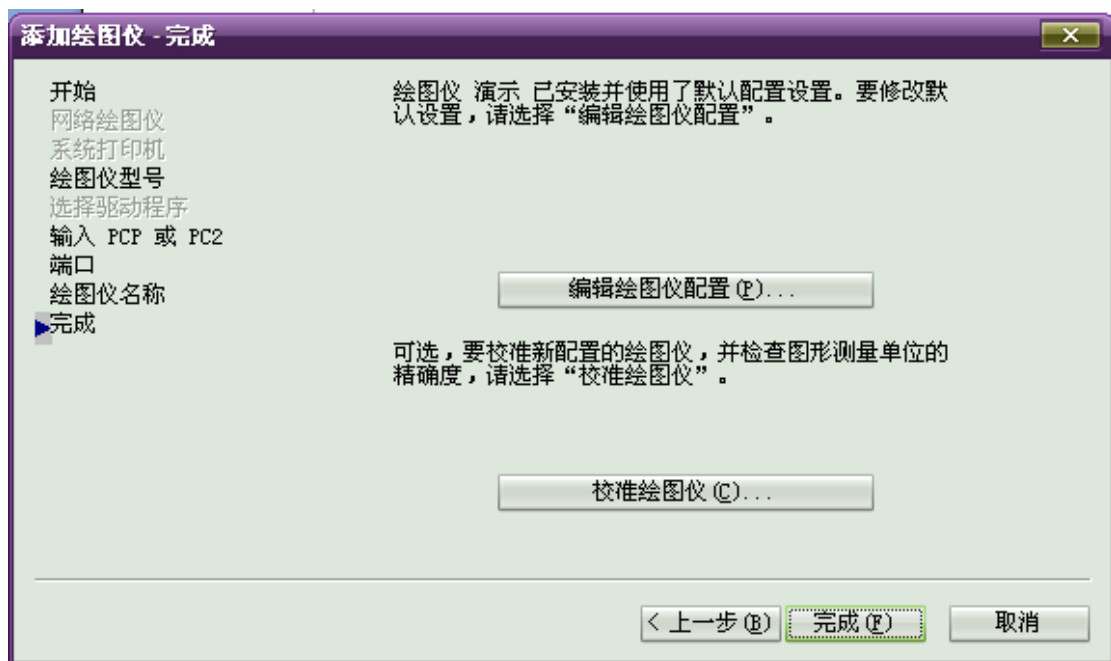 添加绘图仪 - 完成
开始
网络绘图仪
系统打印机
绘图仪型号
选择驱动程序
输入 PCP 或 PC2
端口
绘图仪名称
完成
绘图仪 演示 已安装并使用了默认配置设置。要修改默
认设置，请选择“编辑绘图仪配置”。
编辑绘图仪配置(P)...
可选，要校准新配置的绘图仪，并检查图形测量单位的
精确度，请选择“校准绘图仪”。
校准绘图仪(C)...
< 上一步(B)
完成(F)
取消